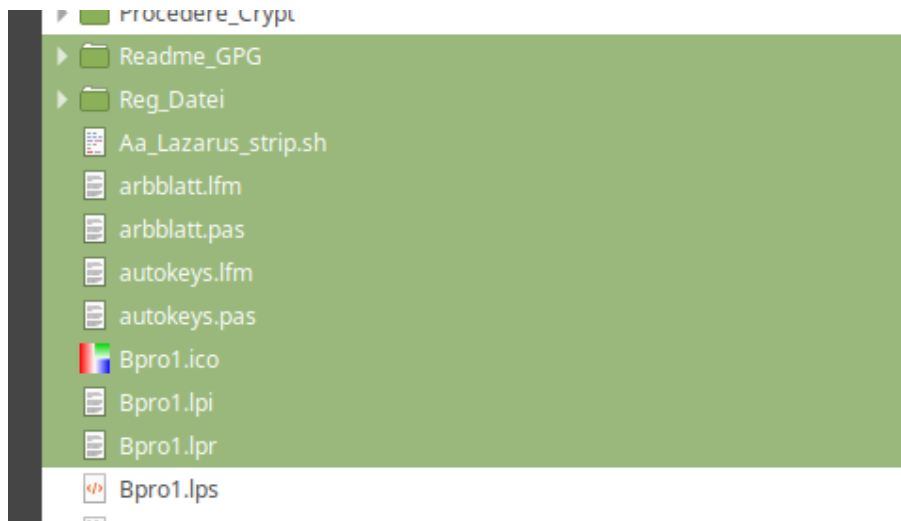 Procedere_Crypt
Readme_GPG
Reg_Datei
Aa_Lazarus_strip.sh
arbblatt.lfm
arbblatt.pas
autokeys.lfm
autokeys.pas
Bpro1.ico
Bpro1.lpi
Bpro1.lpr
Bpro1.lps